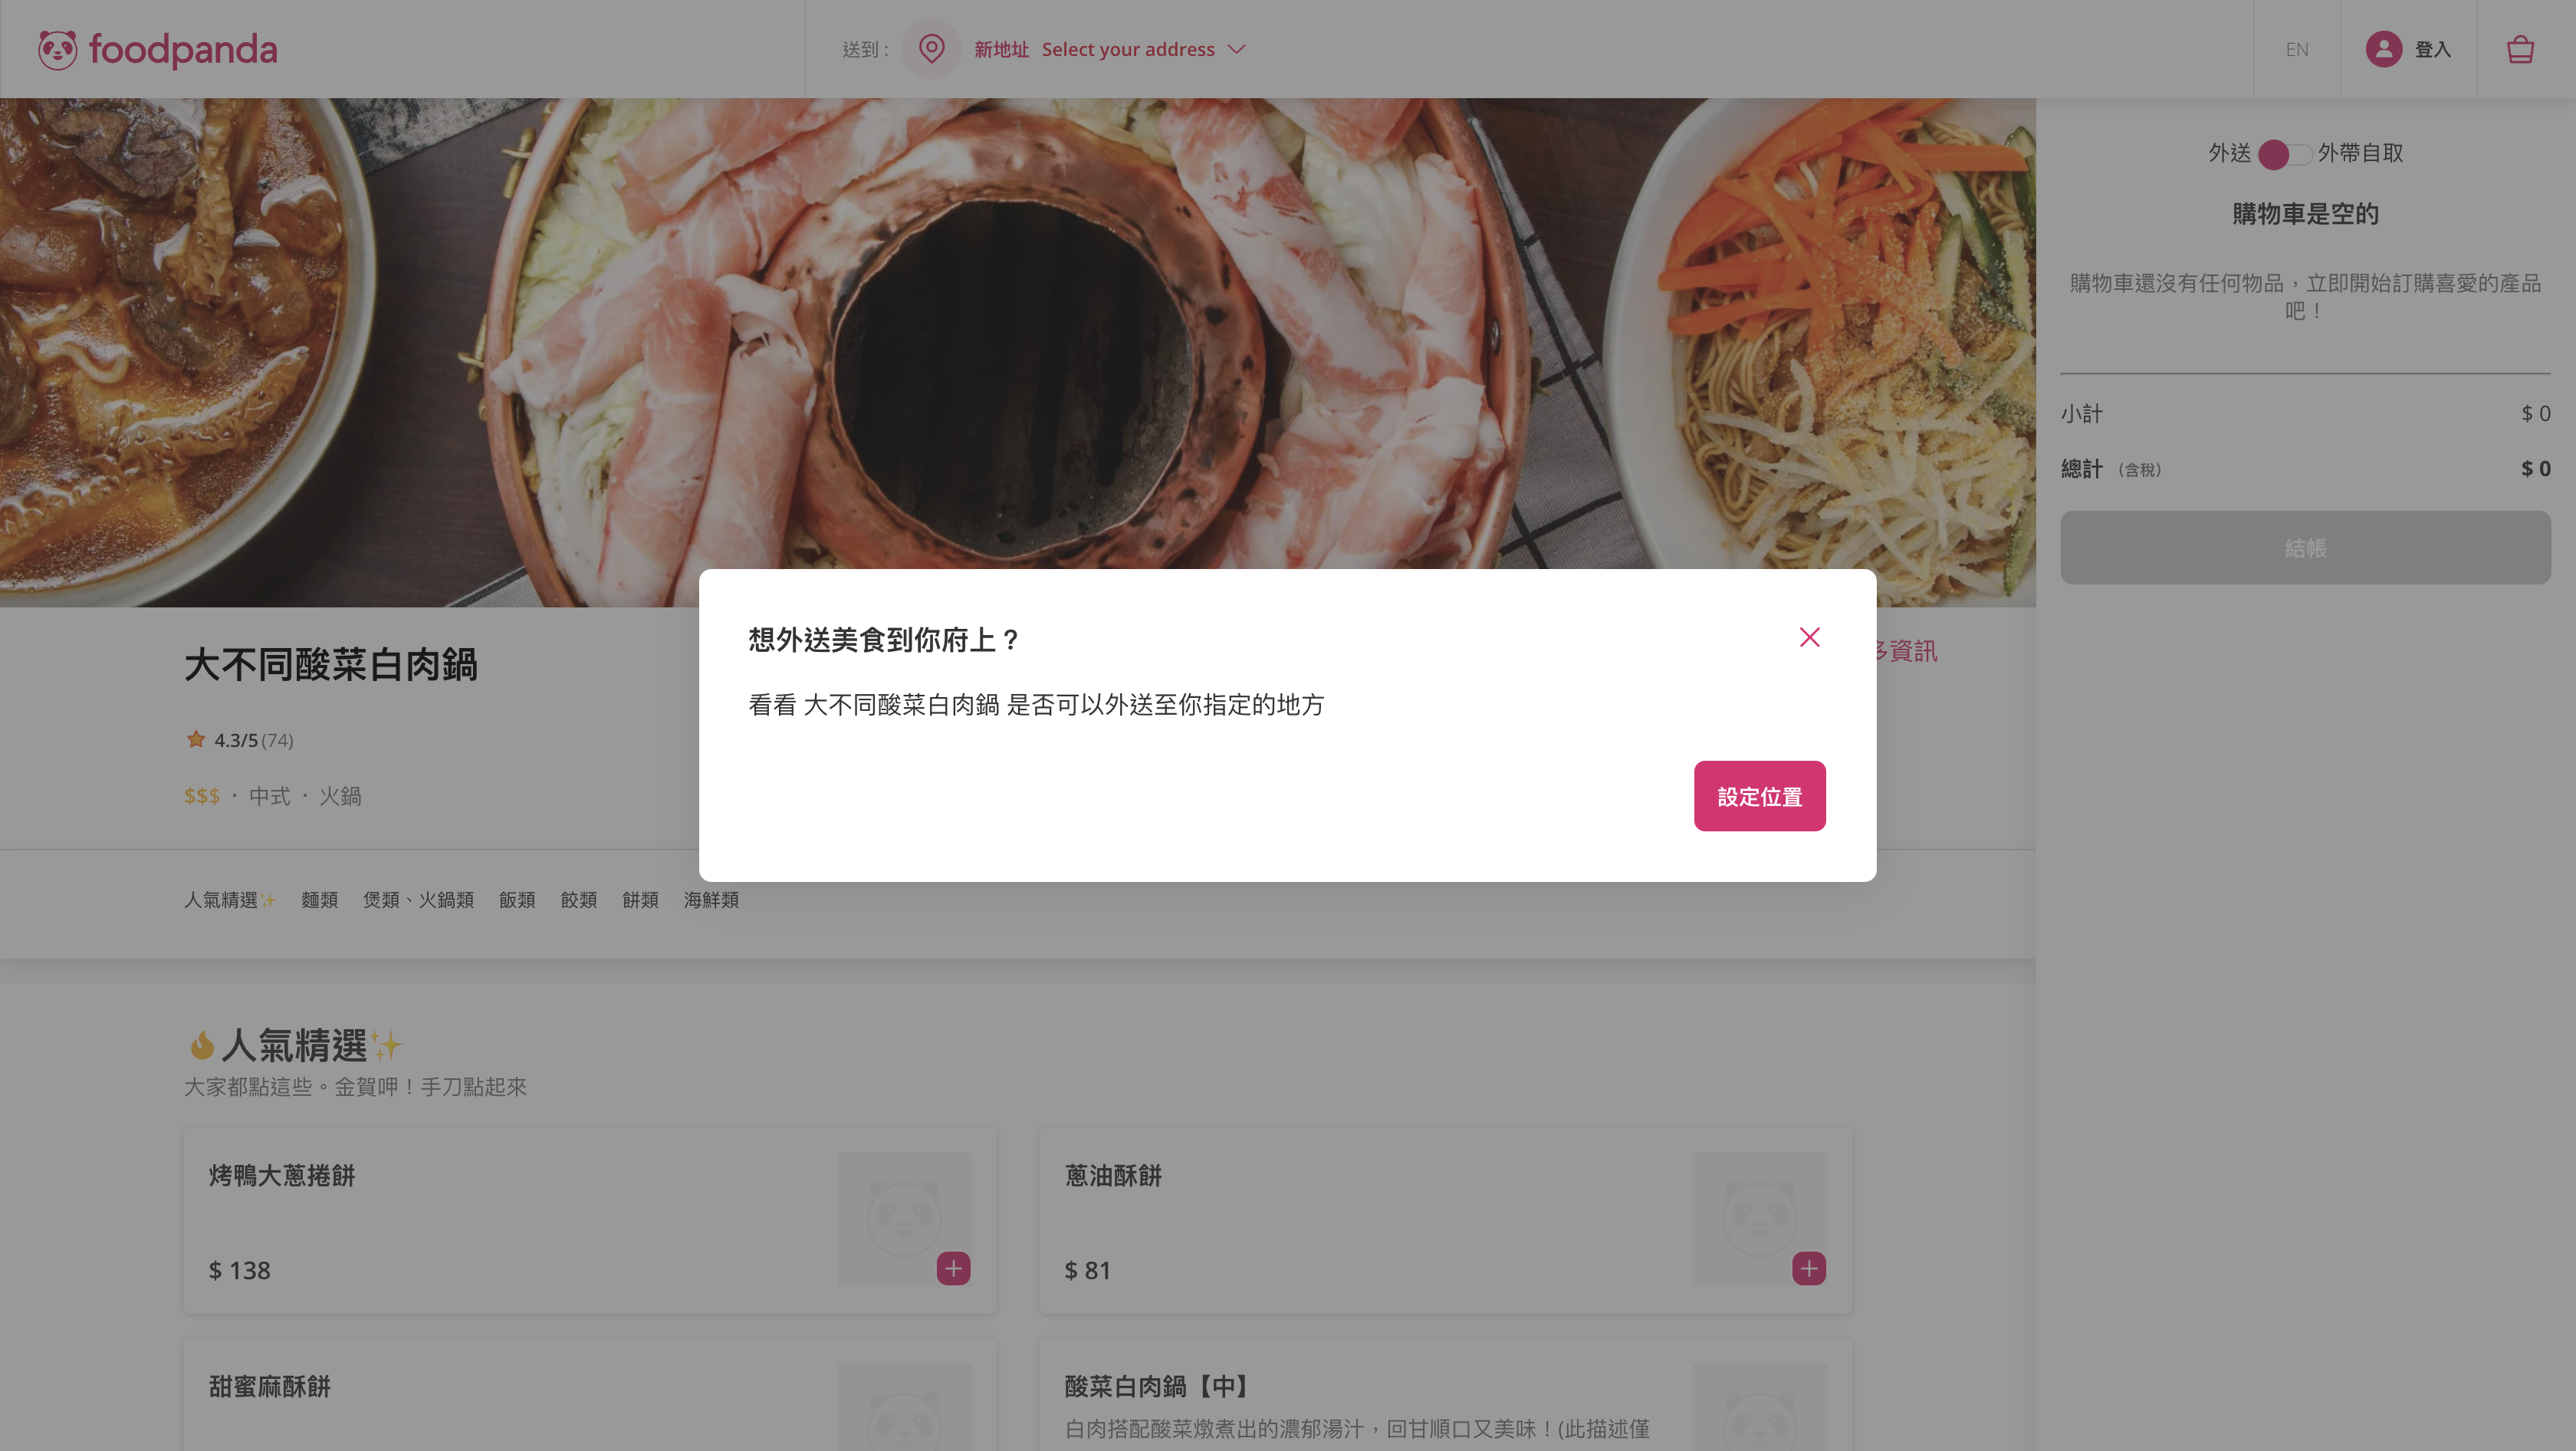 foodpanda
送到 :
新地址 Select your address
EN
登入
外送
外帶自取
購物車是空的
購物車還沒有任何物品，立即開始訂購喜愛的產品
吧！
小計
$ 0
總計 (含稅)
$ 0
結帳
想外送美食到你府上？
看看 大不同酸菜白肉鍋 是否可以外送至你指定的地方
設定位置
大不同酸菜白肉鍋
多資訊
4.3/5 (74)
$$$ · 中式 · 火鍋
人氣精選✨ 麵類 煲類、火鍋類 飯類 餃類 餅類 海鮮類
人氣精選✨
大家都點這些。金賀呷！手刀點起來
烤鴨大蔥捲餅
$ 138
蔥油酥餅
$ 81
甜蜜麻酥餅
酸菜白肉鍋【中】
白肉搭配酸菜燉煮出的濃郁湯汁，回甘順口又美味！(此描述僅